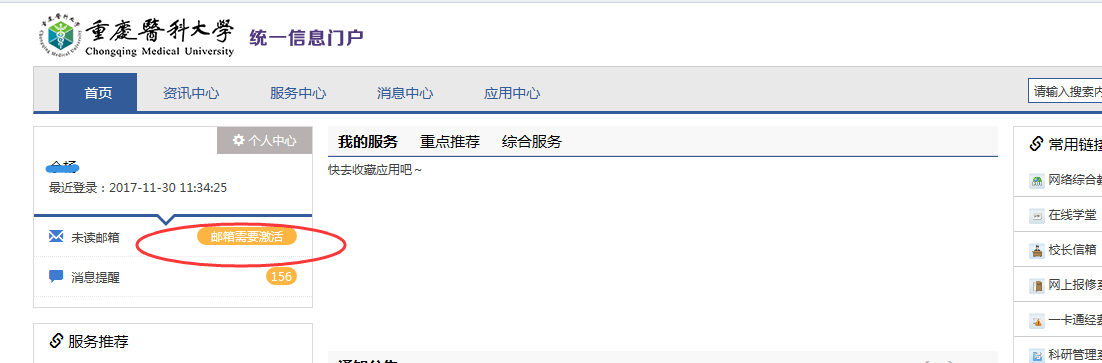 重慶醫科大学
Chongqing Medical University
统一信息门户
首页 资讯中心 服务中心 消息中心 应用中心
请输入搜索内
个人中心
最近登录：2017-11-30 11:34:25
未读邮箱 邮箱需要激活
消息提醒 156
服务推荐
我的服务 重点推荐 综合服务
快去收藏应用吧～
常用链接
网络综合教
在线学堂
校长信箱
网上报修系
一卡通经费
科研管理系